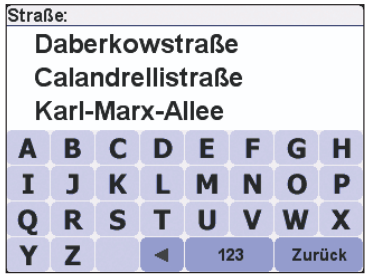 Straße:
Daberkowstraße
Calandrellistraße
Karl-Marx-Allee
A B C D E F G H
I J K L M N O P
Q R S T U V W X
Y Z ◄ 123 Zurück